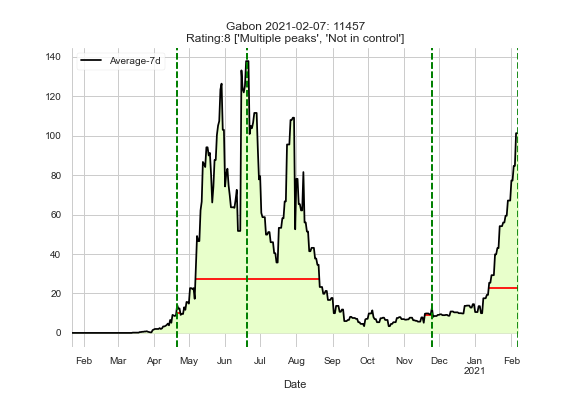 Gabon 2021-02-07: 11457
Rating:8 ['Multiple peaks', 'Not in control']
Average-7d
140
120
100
80
60
40
20
0
Feb Mar Apr May Jun Jul Aug Sep Oct Nov Dec Jan Feb
2021
Date